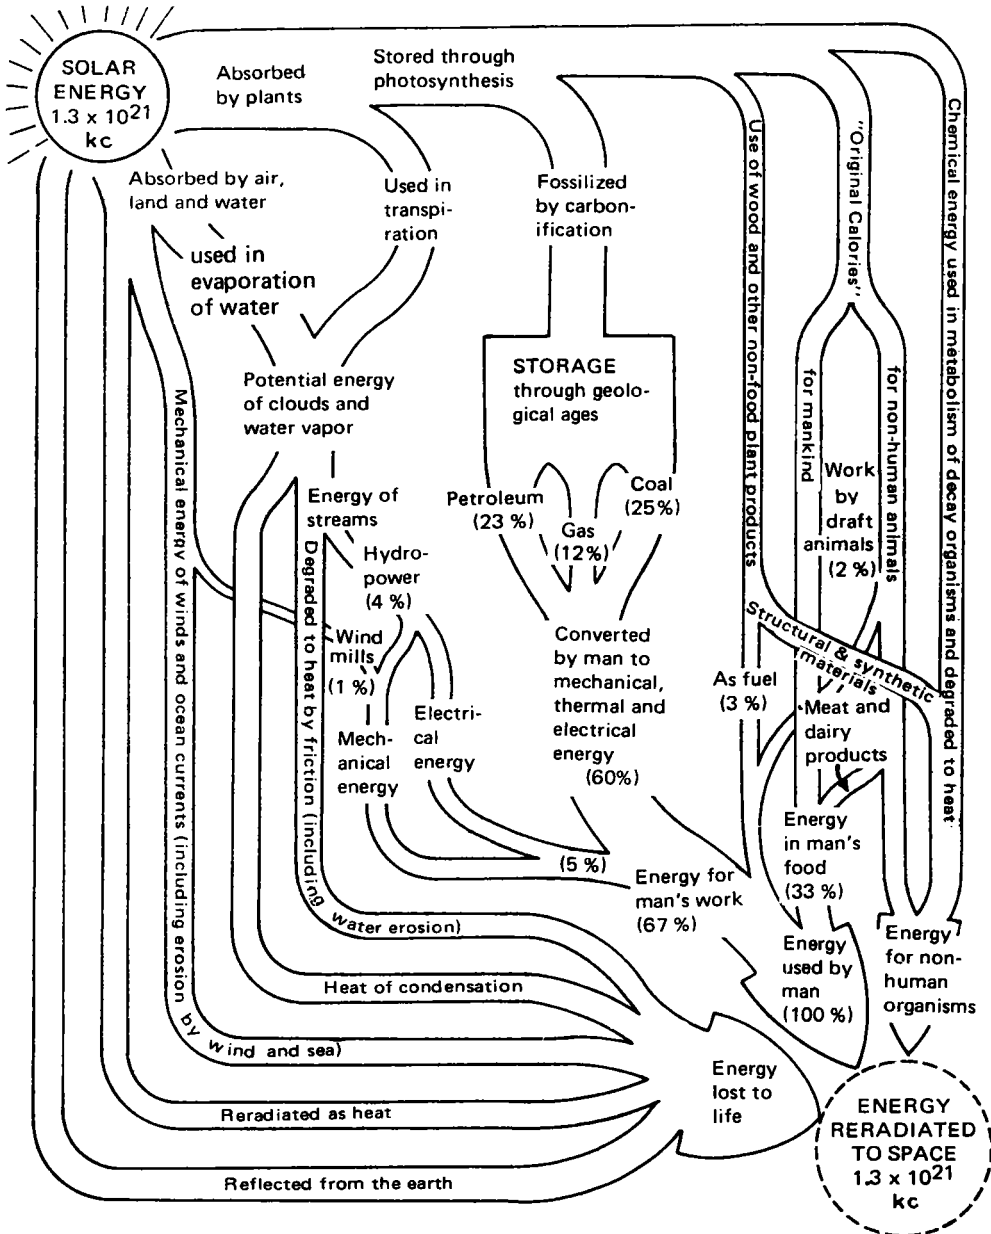 SOLAR
ENERGY
1.3 x 10²¹
kc
Absorbed
by plants
Stored through
photosynthesis
Absorbed by air,
land and water
Used in
transpi-
ration
Fossilized
by carbon-
ification
used in
evaporation
of water
Potential energy
of clouds and
water vapor
STORAGE
through geolo-
gical ages
Petroleum
(23 %)
Gas
(12%)
Coal
(25%)
Energy of
streams
Hydro-
power
(4 %)
Wind
mills
(1 %)
Mech-
anical
energy
Electri-
cal
energy
Converted
by man to
mechanical,
thermal and
electrical
energy
(60%)
(5 %)
Energy for
man's work
(67 %)
Use of wood and other non-food plant products
"Original Calories"
for mankind
for non-human animals
Chemical energy used in metabolism of decay organisms and degraded to heat
Work
by
draft
animals
(2 %)
Structural & synthetic
materials
As fuel
(3 %)
Meat and
dairy
products
Energy
in man's
food
(33 %)
Energy
used by
man
(100 %)
Energy
for non-
human
organisms
Mechanical energy of winds and ocean currents (including erosion by wind and sea)
Degraded to heat by friction (including water erosion)
Heat of condensation
Reradiated as heat
Reflected from the earth
Energy
lost to
life
ENERGY
RERADIATED
TO SPACE
1.3 x 10²¹
kc